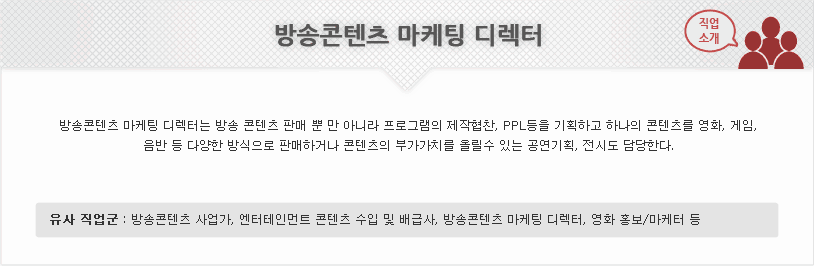 방송콘텐츠 마케팅 디렉터
직업
소개
방송콘텐츠 마케팅 디렉터는 방송 콘텐츠 판매 뿐 만 아니라 프로그램의 제작협찬, PPL등을 기획하고 하나의 콘텐츠를 영화, 게임,
음반 등 다양한 방식으로 판매하거나 콘텐츠의 부가가치를 올릴수 있는 공연기획, 전시도 담당한다.
유사 직업군 : 방송콘텐츠 사업가, 엔터테인먼트 콘텐츠 수입 및 배급사, 방송콘텐츠 마케팅 디렉터, 영화 홍보/마케터 등